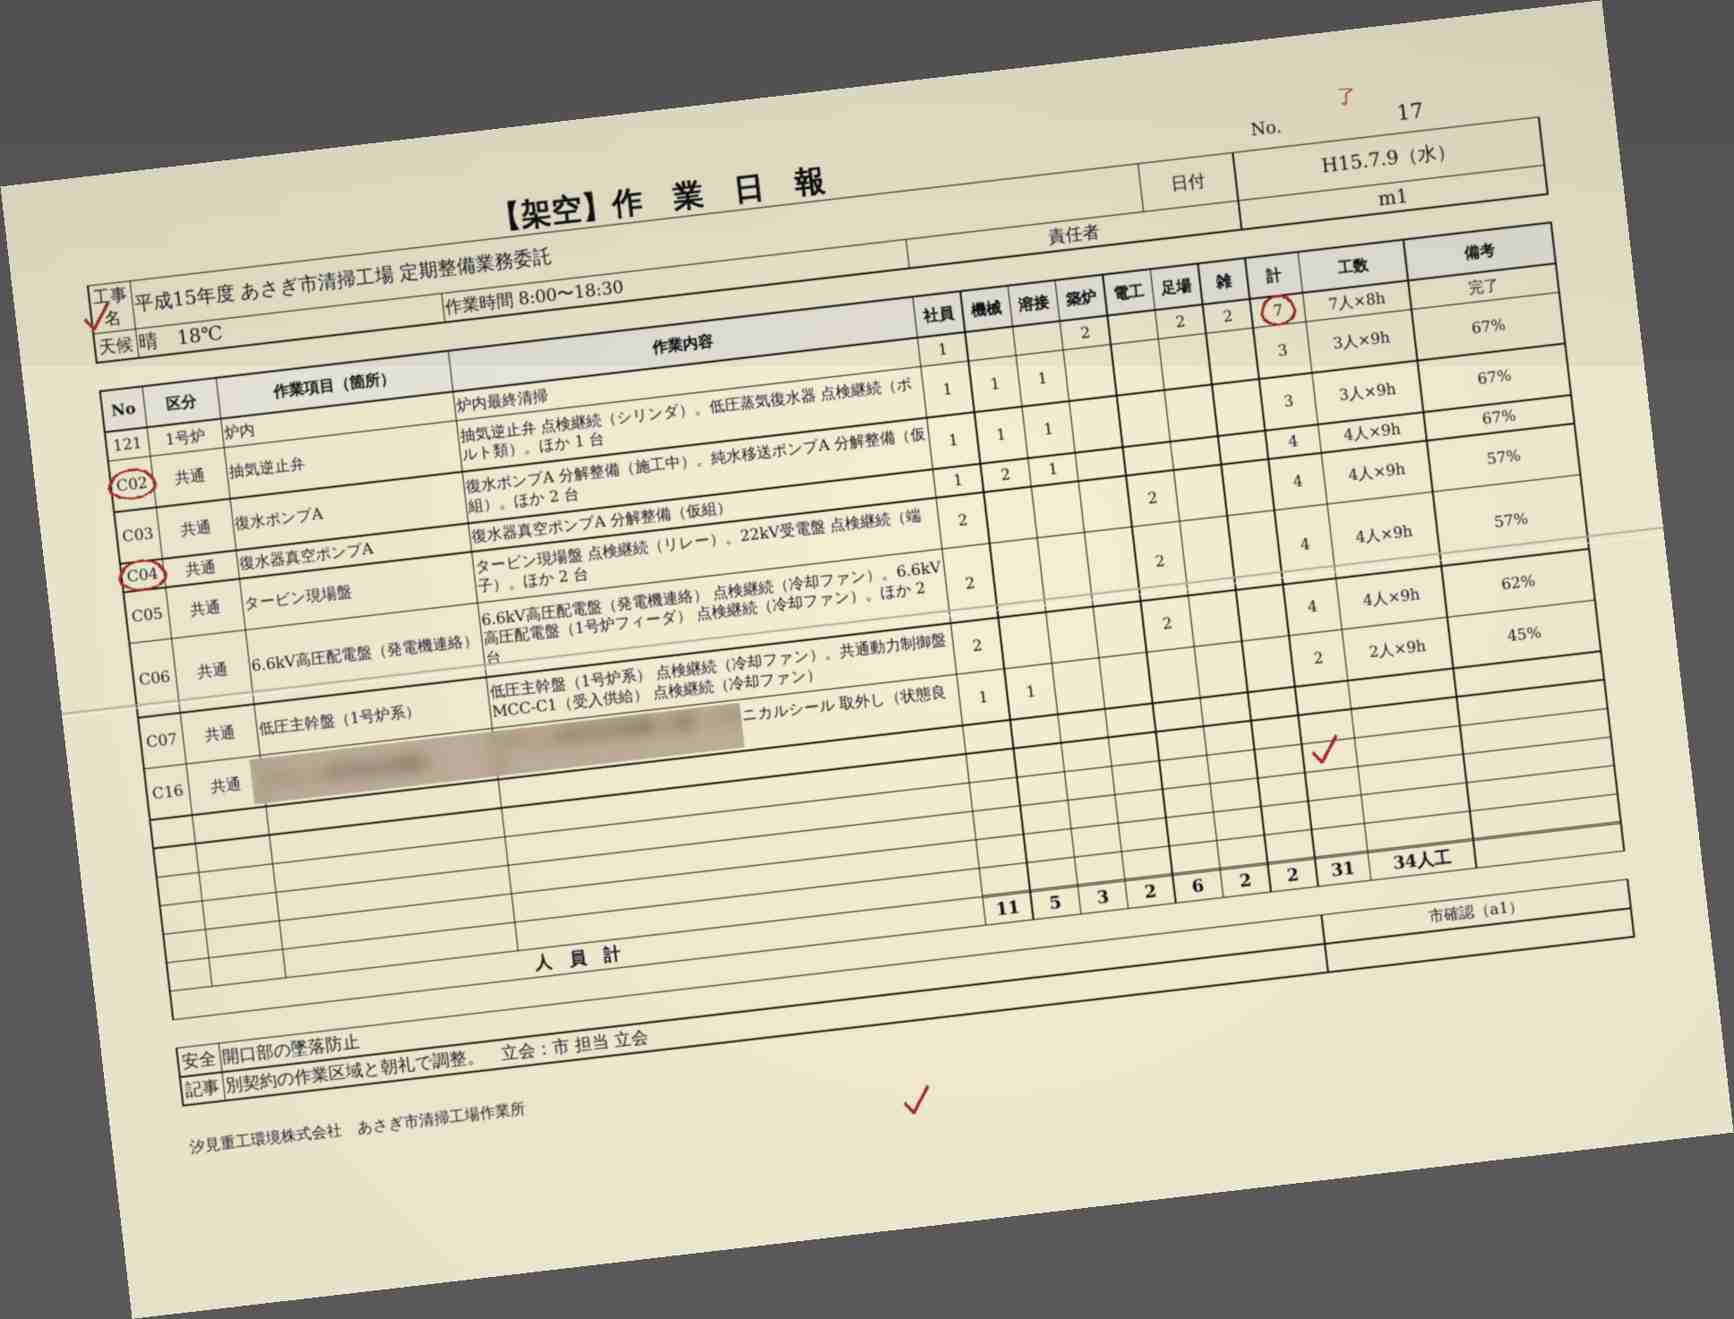 了
No. 17
【架空】作 業 日 報
工事名 平成15年度 あさぎ市清掃工場 定期整備業務委託 日付 H15.7.9（水）
天候 晴 18℃ 作業時間 8:00〜18:30 責任者 m1
No 区分 作業項目（箇所） 作業内容 社員 機械 溶接 築炉 電工 足場 雑 計 工数 備考
121 1号炉 炉内 炉内最終清掃 1 2 2 2 7 7人×8h 完了
C02 共通 抽気逆止弁 抽気逆止弁 点検継続（シリンダ）。低圧蒸気復水器 点検継続（ボ
ルト類）。ほか 1 台 1 1 1 3 3人×9h 67%
C03 共通 復水ポンプA 復水ポンプA 分解整備（施工中）。純水移送ポンプA 分解整備（仮
組）。ほか 2 台 1 1 1 3 3人×9h 67%
C04 共通 復水器真空ポンプA 復水器真空ポンプA 分解整備（仮組） 1 2 1 4 4人×9h 67%
C05 共通 タービン現場盤 タービン現場盤 点検継続（リレー）。22kV受電盤 点検継続（端
子）。ほか 2 台 2 2 4 4人×9h 57%
C06 共通 6.6kV高圧配電盤（発電機連絡） 6.6kV高圧配電盤（発電機連絡） 点検継続（冷却ファン）。6.6kV
高圧配電盤（1号炉フィーダ） 点検継続（冷却ファン）。ほか 2
台 2 2 4 4人×9h 57%
C07 共通 低圧主幹盤（1号炉系） 低圧主幹盤（1号炉系） 点検継続（冷却ファン）。共通動力制御盤
MCC-C1（受入供給） 点検継続（冷却ファン） 2 2 4 4人×9h 62%
C16 共通 ニカルシール 取外し（状態良 1 1 2 2人×9h 45%
人 員 計 11 5 3 2 6 2 2 31 34人工
安全 開口部の墜落防止 市確認（a1）
記事 別契約の作業区域と朝礼で調整。 立会：市 担当 立会
汐見重工環境株式会社 あさぎ市清掃工場作業所